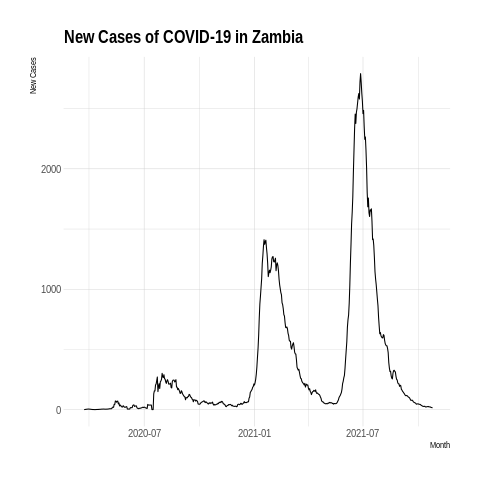 New Cases of COVID-19 in Zambia
New Cases
2000
1000
0
2020-07 2021-01 2021-07
Month